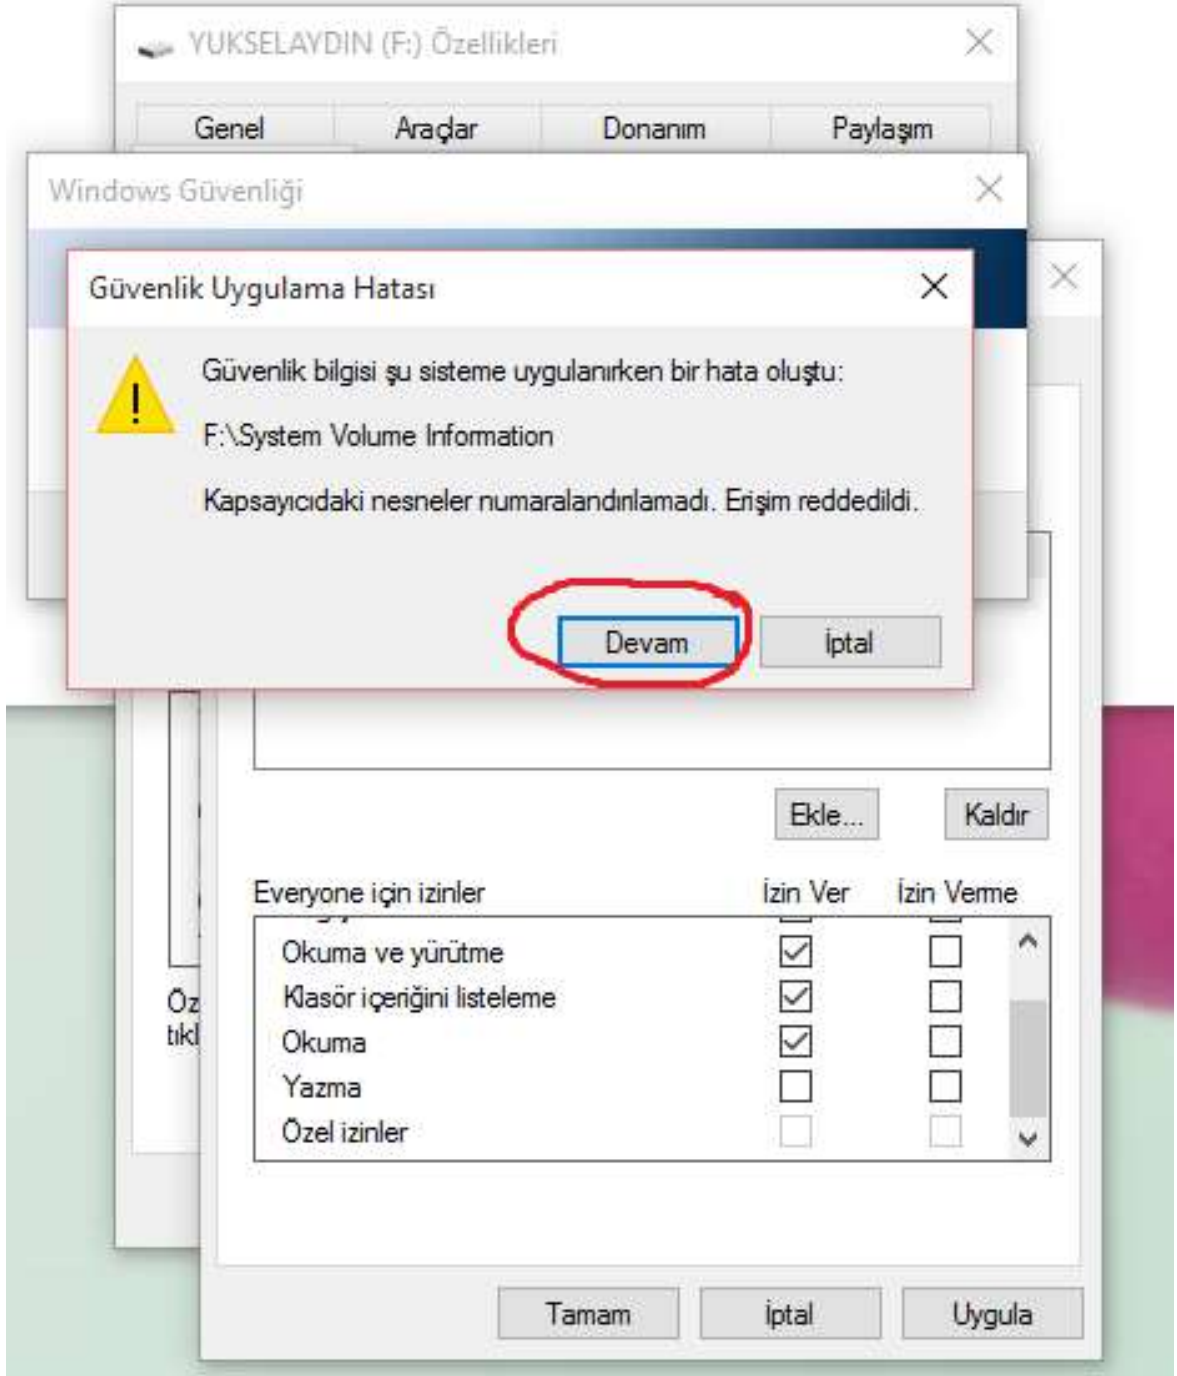 YUKSELAYDIN (F:) Özellikleri
Genel Araçlar Donanım Paylaşım
Windows Güvenliği
Güvenlik Uygulama Hatası
Güvenlik bilgisi şu sisteme uygulanırken bir hata oluştu:
F:\System Volume Information
Kapsayıcıdaki nesneler numaralandırılamadı. Erişim reddedildi.
Devam İptal
Ekle... Kaldır
Everyone için izinler İzin Ver İzin Verme
Okuma ve yürütme
Klasör içeriğini listeleme
Okuma
Yazma
Özel izinler
Tamam İptal Uygula